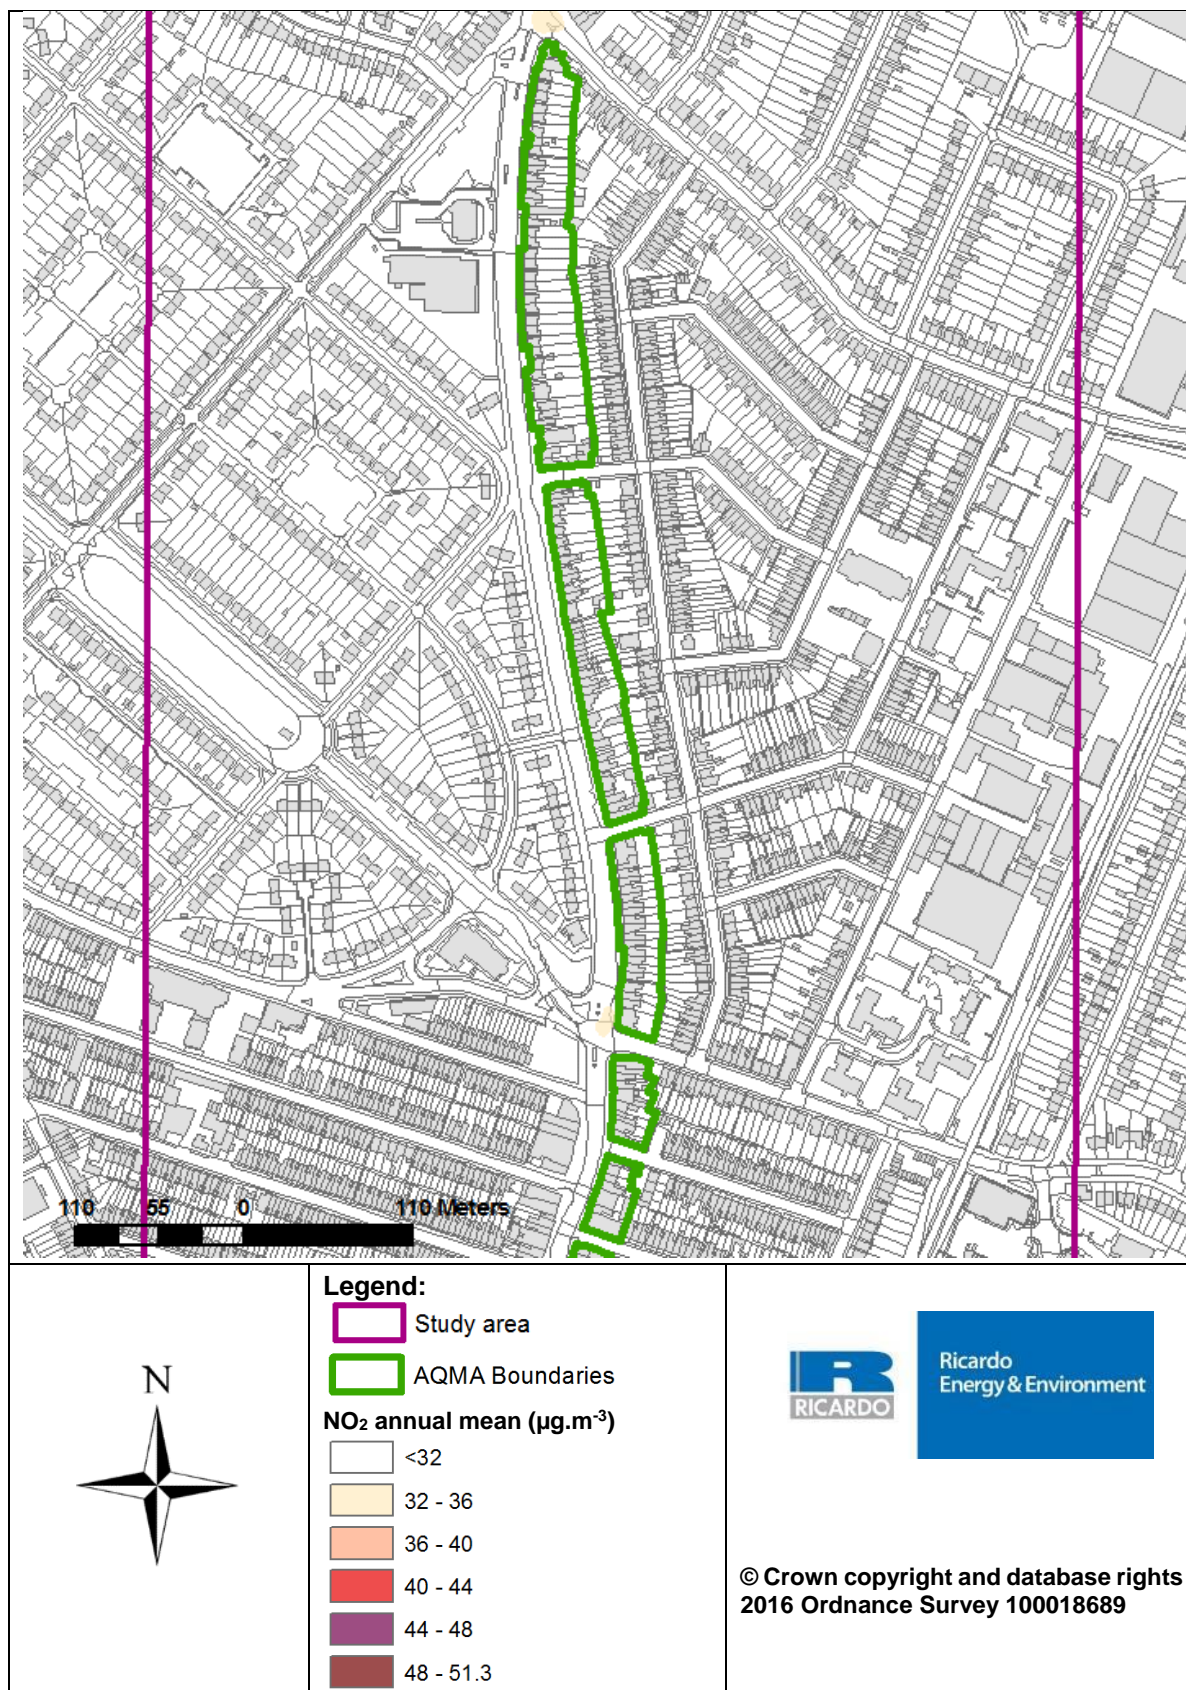 110 55 0 110 Meters
N
Legend:
Study area
AQMA Boundaries
NO₂ annual mean (µg.m⁻³)
<32
32 - 36
36 - 40
40 - 44
44 - 48
48 - 51.3
RICARDO
Ricardo
Energy & Environment
© Crown copyright and database rights
2016 Ordnance Survey 100018689